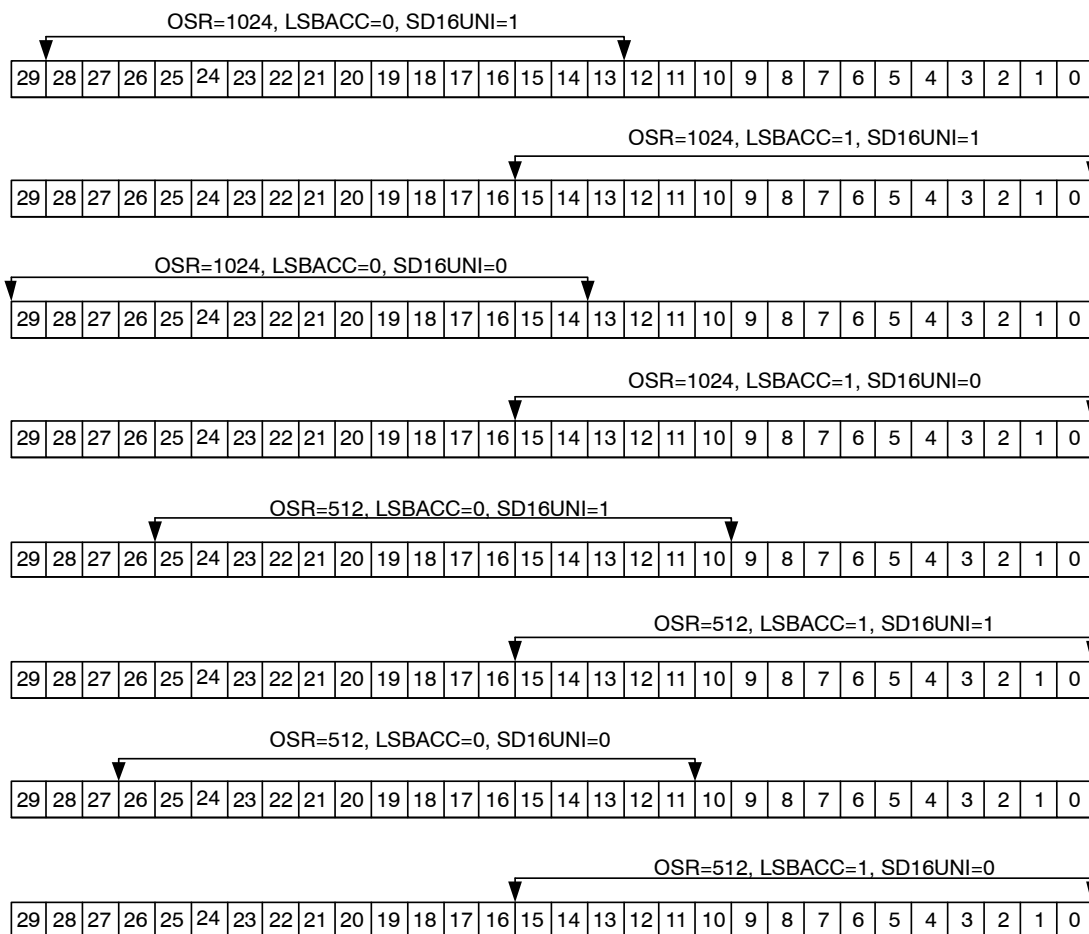 OSR=1024, LSBACC=0, SD16UNI=1
29 28 27 26 25 24 23 22 21 20 19 18 17 16 15 14 13 12 11 10 9 8 7 6 5 4 3 2 1 0
OSR=1024, LSBACC=1, SD16UNI=1
29 28 27 26 25 24 23 22 21 20 19 18 17 16 15 14 13 12 11 10 9 8 7 6 5 4 3 2 1 0
OSR=1024, LSBACC=0, SD16UNI=0
29 28 27 26 25 24 23 22 21 20 19 18 17 16 15 14 13 12 11 10 9 8 7 6 5 4 3 2 1 0
OSR=1024, LSBACC=1, SD16UNI=0
29 28 27 26 25 24 23 22 21 20 19 18 17 16 15 14 13 12 11 10 9 8 7 6 5 4 3 2 1 0
OSR=512, LSBACC=0, SD16UNI=1
29 28 27 26 25 24 23 22 21 20 19 18 17 16 15 14 13 12 11 10 9 8 7 6 5 4 3 2 1 0
OSR=512, LSBACC=1, SD16UNI=1
29 28 27 26 25 24 23 22 21 20 19 18 17 16 15 14 13 12 11 10 9 8 7 6 5 4 3 2 1 0
OSR=512, LSBACC=0, SD16UNI=0
29 28 27 26 25 24 23 22 21 20 19 18 17 16 15 14 13 12 11 10 9 8 7 6 5 4 3 2 1 0
OSR=512, LSBACC=1, SD16UNI=0
29 28 27 26 25 24 23 22 21 20 19 18 17 16 15 14 13 12 11 10 9 8 7 6 5 4 3 2 1 0